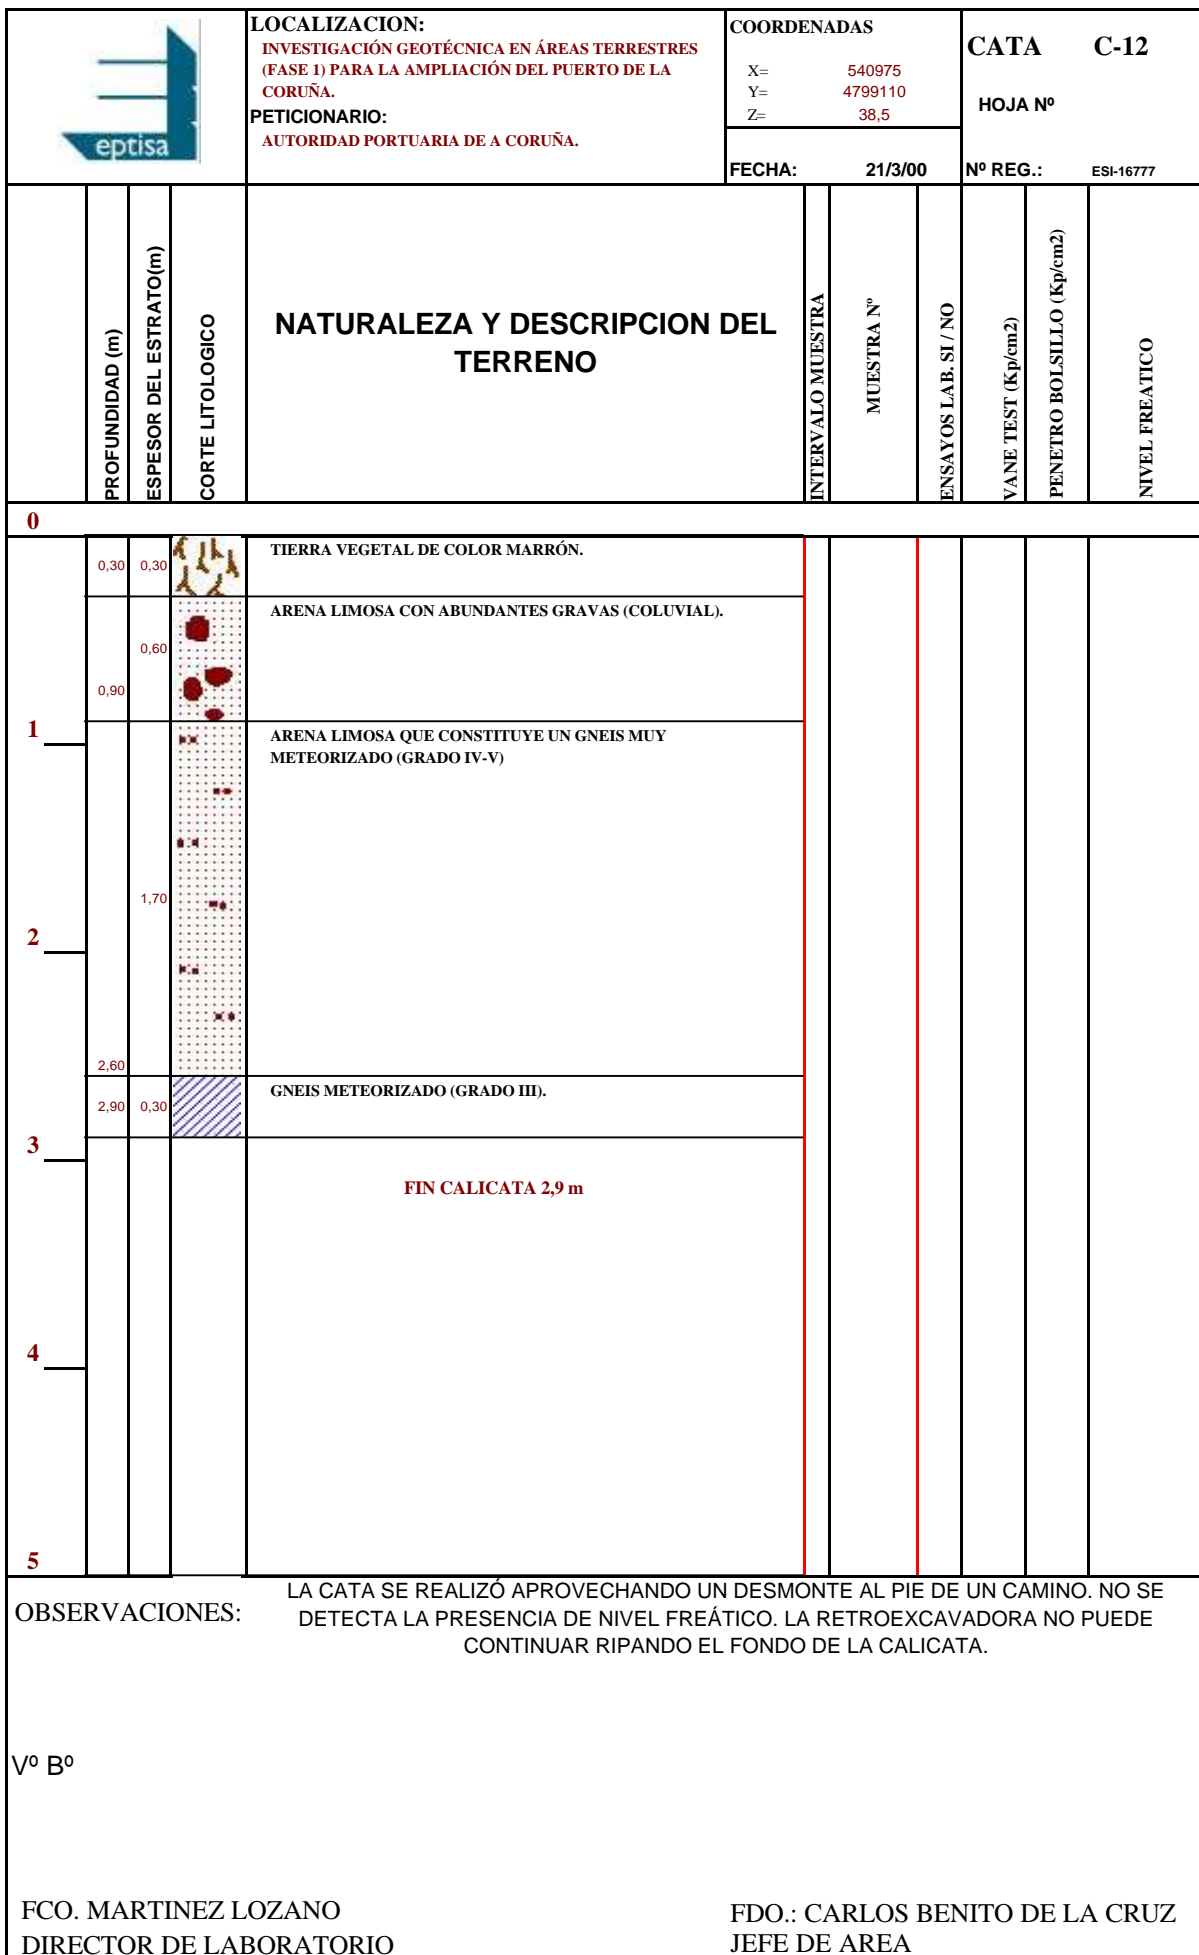 eptisa
LOCALIZACION:
INVESTIGACIÓN GEOTÉCNICA EN ÁREAS TERRESTRES
(FASE 1) PARA LA AMPLIACIÓN DEL PUERTO DE LA
CORUÑA.
PETICIONARIO:
AUTORIDAD PORTUARIA DE A CORUÑA.
COORDENADAS
X= 540975
Y= 4799110
Z= 38,5
FECHA: 21/3/00
CATA C-12
HOJA Nº
Nº REG.: ESI-16777
PROFUNDIDAD (m)
ESPESOR DEL ESTRATO(m)
CORTE LITOLOGICO
NATURALEZA Y DESCRIPCION DEL
TERRENO
INTERVALO MUESTRA
MUESTRA Nº
ENSAYOS LAB. SI / NO
VANE TEST (Kp/cm2)
PENETRO BOLSILLO (Kp/cm2)
NIVEL FREATICO
0
TIERRA VEGETAL DE COLOR MARRÓN.
0,30 0,30
ARENA LIMOSA CON ABUNDANTES GRAVAS (COLUVIAL).
0,60
0,90
1
ARENA LIMOSA QUE CONSTITUYE UN GNEIS MUY
METEORIZADO (GRADO IV-V)
1,70
2
2,60
GNEIS METEORIZADO (GRADO III).
2,90 0,30
3
FIN CALICATA 2,9 m
4
5
OBSERVACIONES:
LA CATA SE REALIZÓ APROVECHANDO UN DESMONTE AL PIE DE UN CAMINO. NO SE
DETECTA LA PRESENCIA DE NIVEL FREÁTICO. LA RETROEXCAVADORA NO PUEDE
CONTINUAR RIPANDO EL FONDO DE LA CALICATA.
Vº Bº
FCO. MARTINEZ LOZANO
DIRECTOR DE LABORATORIO
FDO.: CARLOS BENITO DE LA CRUZ
JEFE DE AREA